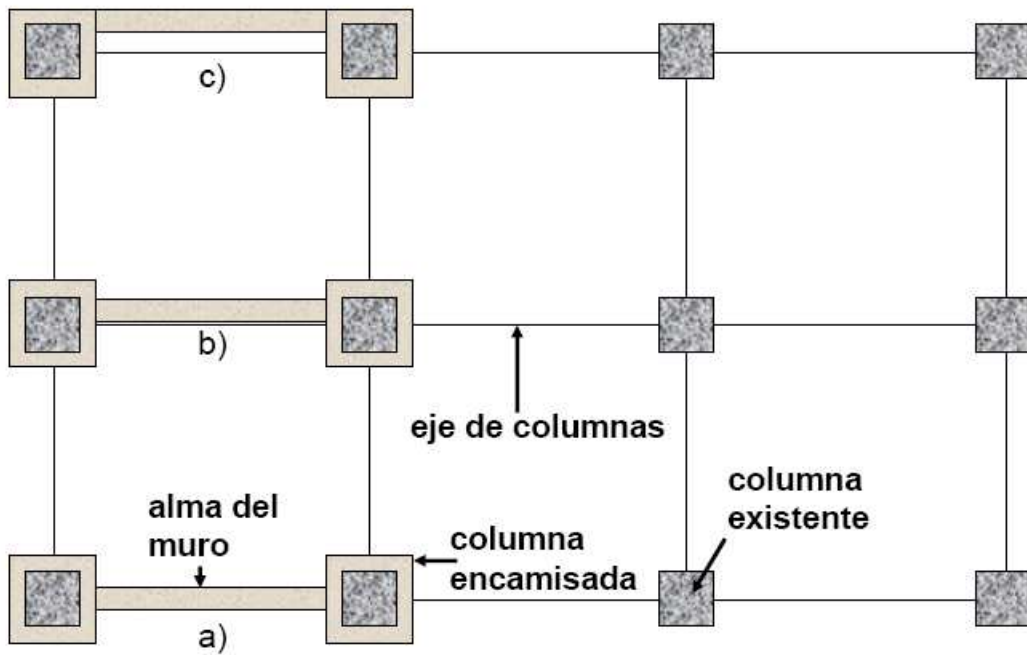 c)
b)
eje de columnas
columna
existente
alma del
muro
columna
encamisada
a)